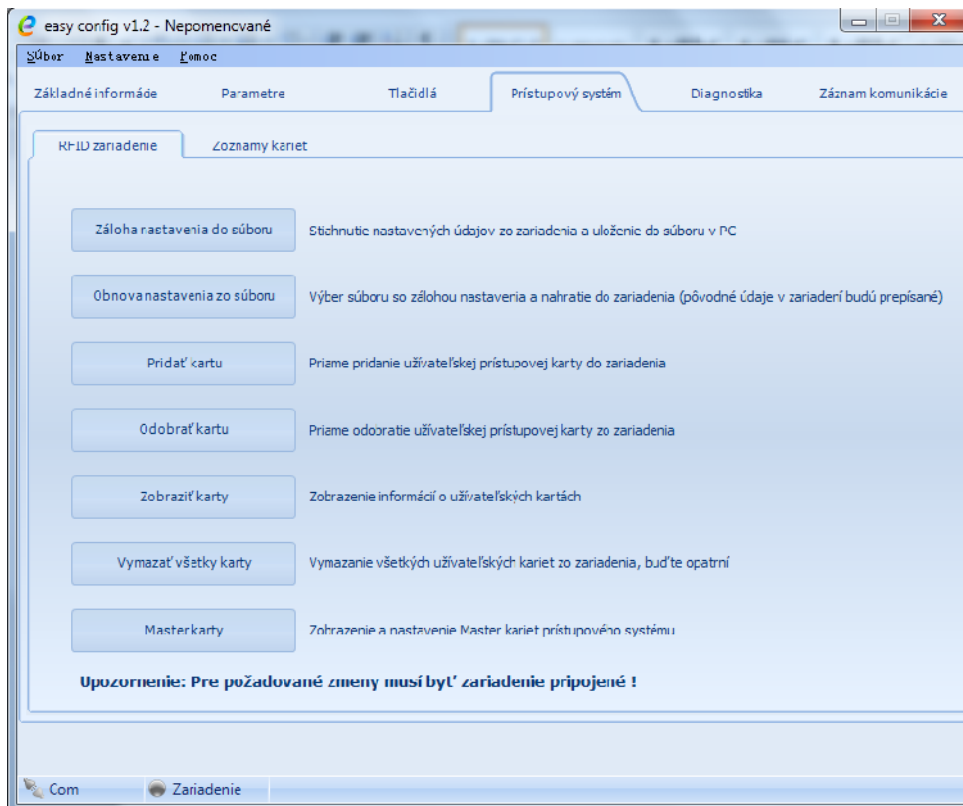 easy config v1.2 - Nepomencvané
Súbor Nastavenie Pomoc
Základné informácie Parametre Tlačidlá Prístupový systém Diagnostika Záznam komunikácie
RFID zariadenie Zoznamy kariet
Záloha nastavenia do súboru Stiahnutie nastavených údajov zo zariadenia a uloženie do súboru v PC
Obnova nastavenia zo súboru Výber súboru so zálohou nastavenia a nahratie do zariadenia (pôvodné údaje v zariadení budú prepísané)
Pridať kartu Priame pridanie užívateľskej prístupovej karty do zariadenia
Odobrať kartu Priame odobratie užívateľskej prístupovej karty zo zariadenia
Zobraziť karty Zobrazenie informácií o užívateľských kartách
Vymazať všetky karty Vymazanie všetkých užívateľských kariet zo zariadenia, buďte opatrní
Master karty Zobrazenie a nastavenie Master kariet prístupového systému
Upozornenie: Pre požadované zmeny musí byť zariadenie pripojené !
Com Zariadenie